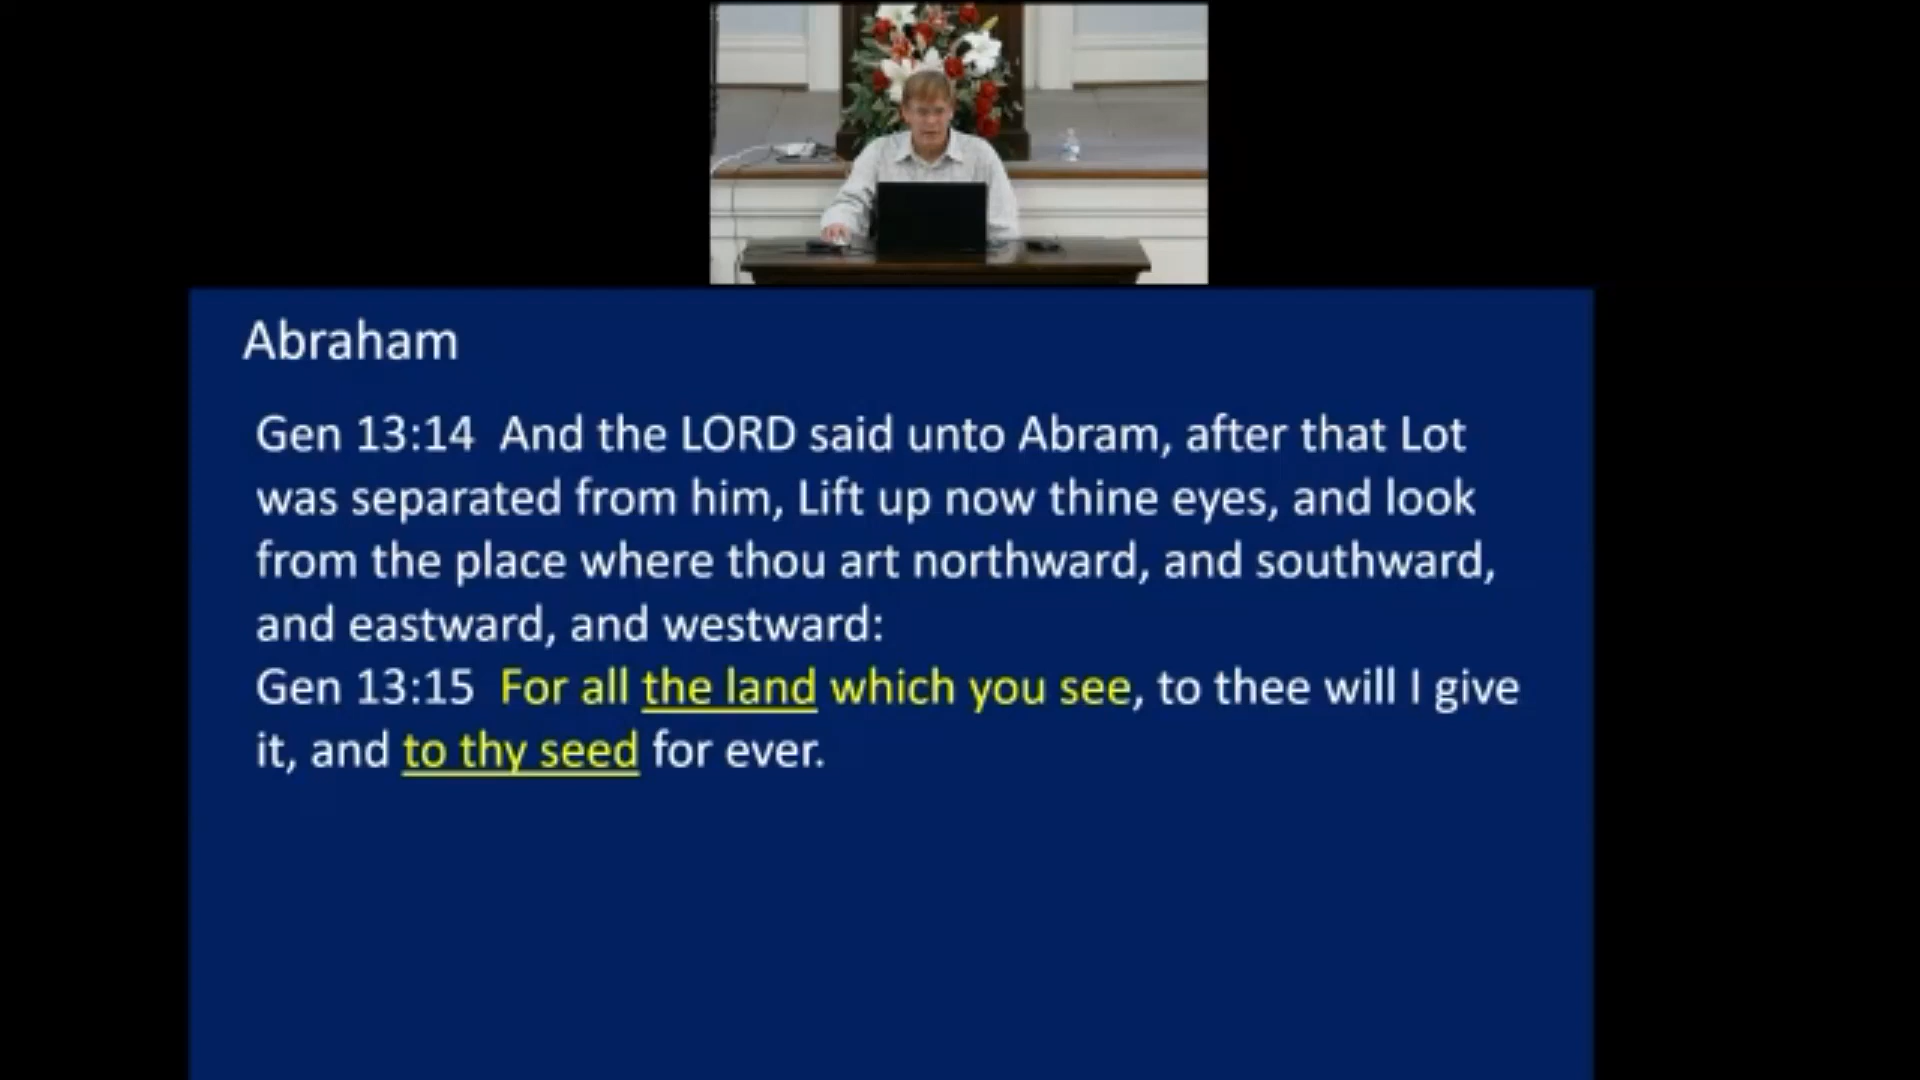 Abraham
Gen 13:14 And the LORD said unto Abram, after that Lot
was separated from him, Lift up now thine eyes, and look
from the place where thou art northward, and southward,
and eastward, and westward:
Gen 13:15 For all the land which you see, to thee will I give
it, and to thy seed for ever.